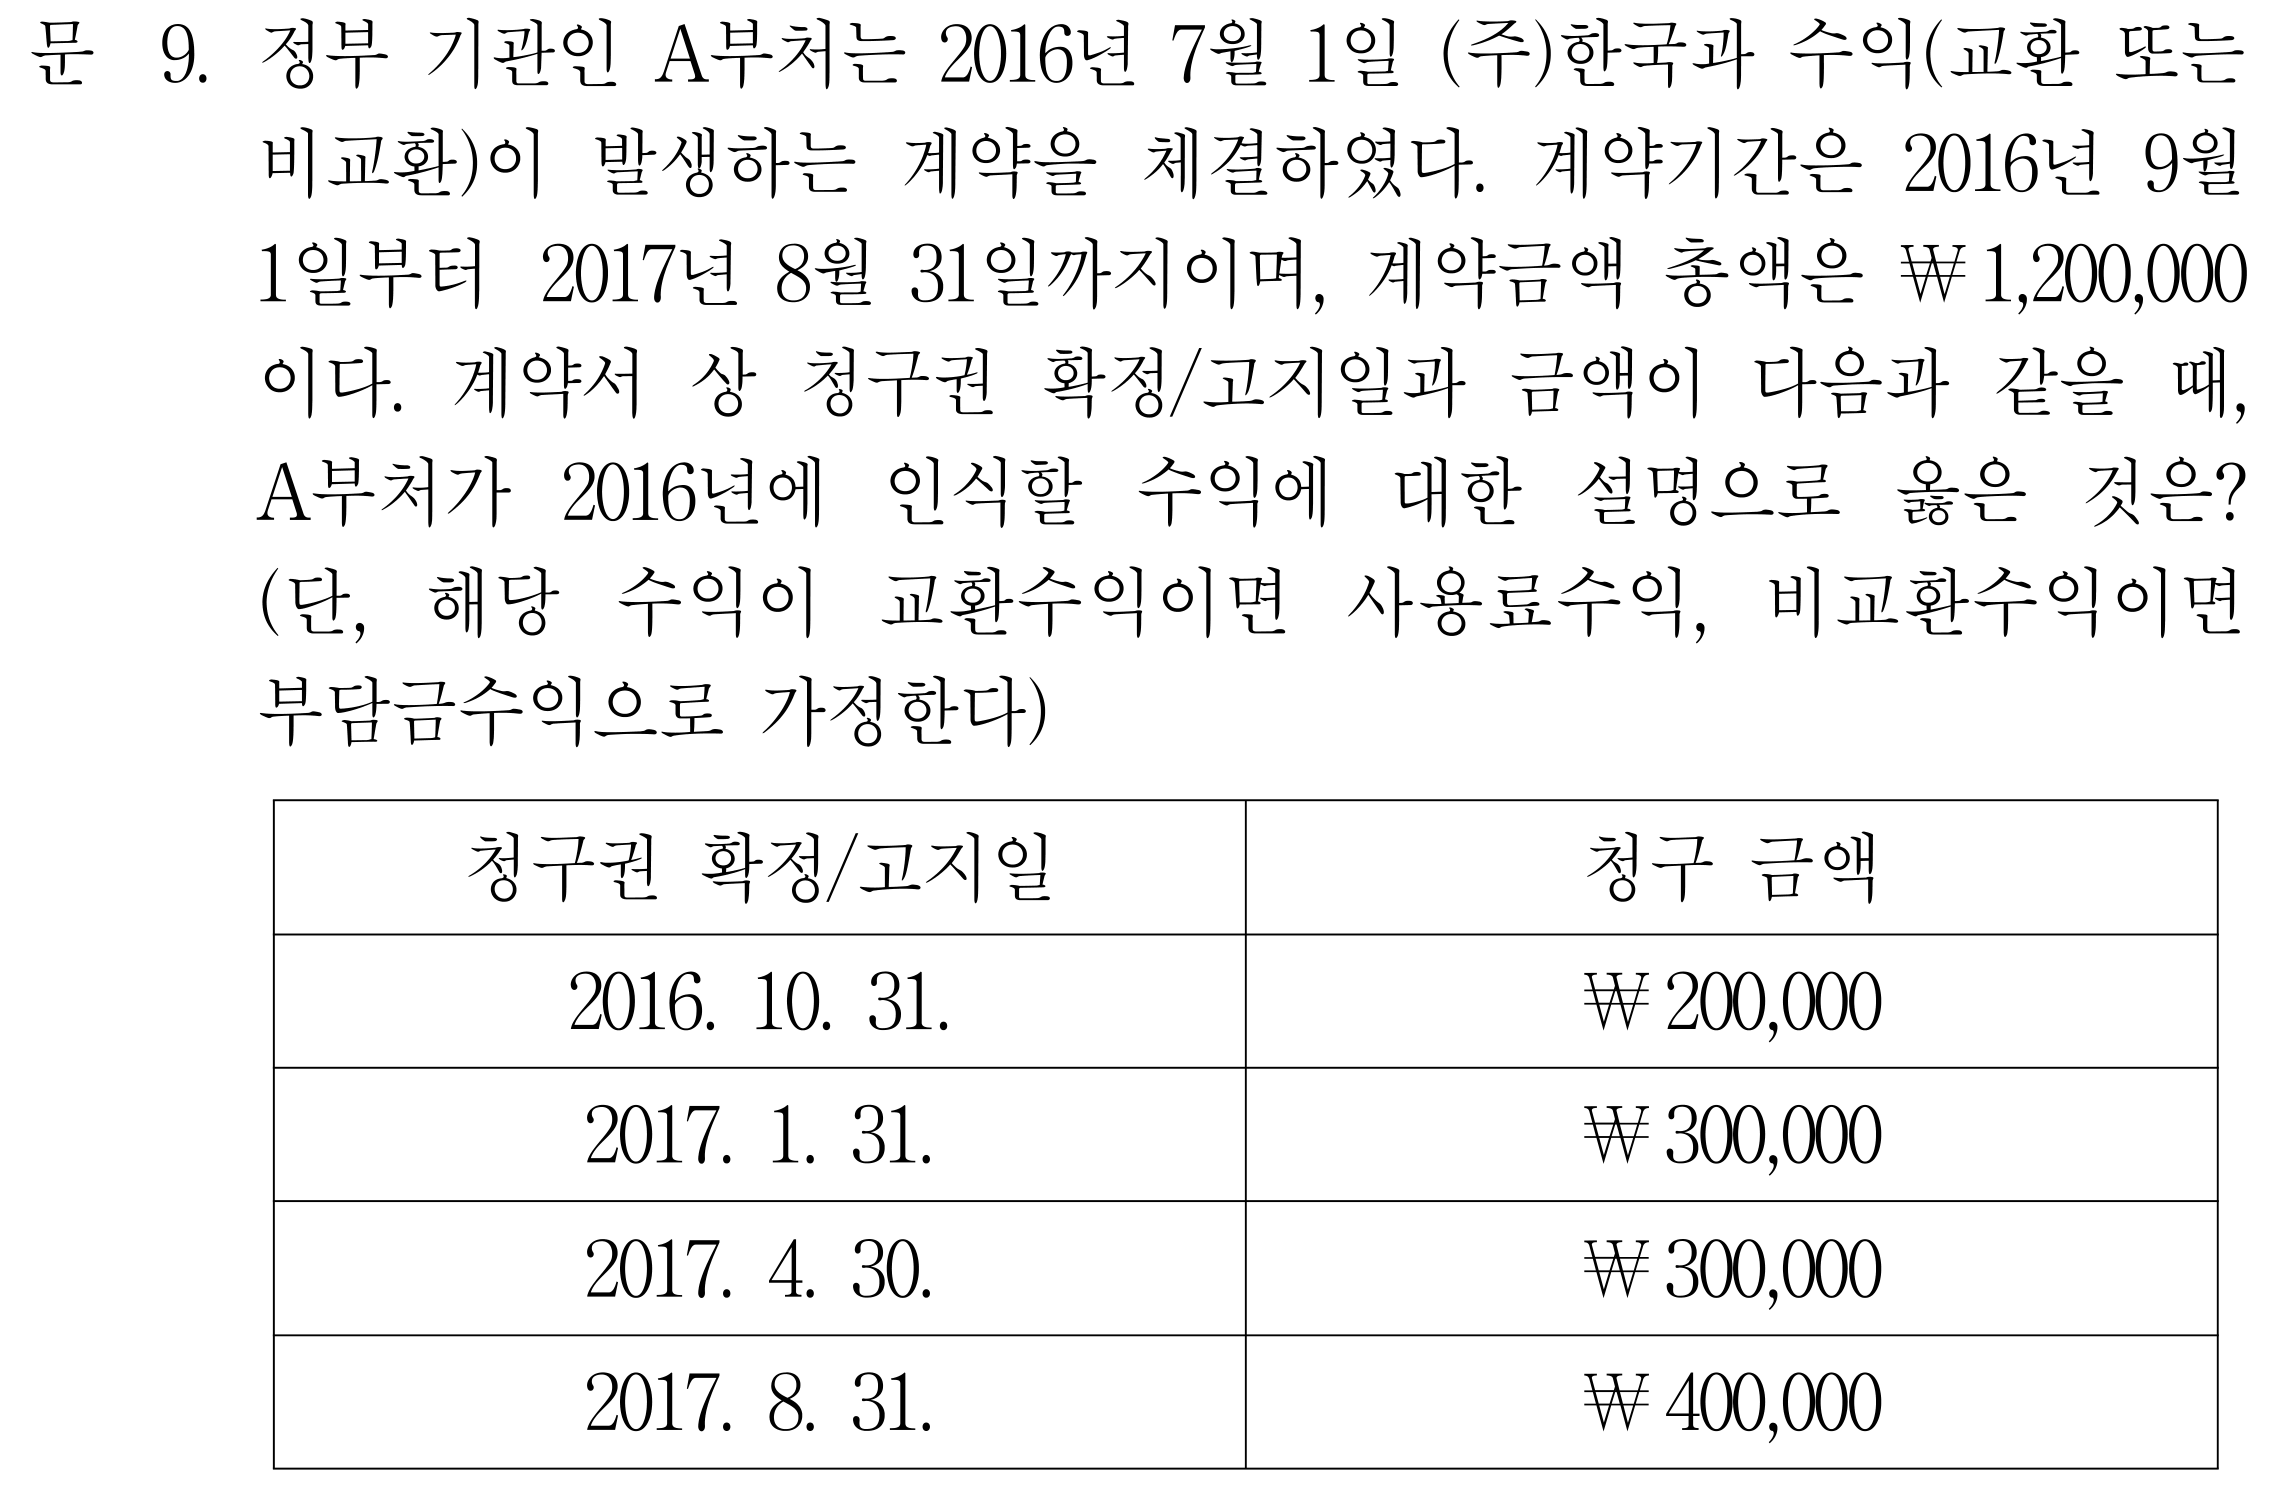 문 9. 정부 기관인 A부처는 2016년 7월 1일 (주)한국과 수익(교환 또는
비교환)이 발생하는 계약을 체결하였다. 계약기간은 2016년 9월
1일부터 2017년 8월 31일까지이며, 계약금액 총액은 ₩1,200,000
이다. 계약서 상 청구권 확정/고지일과 금액이 다음과 같을 때,
A부처가 2016년에 인식할 수익에 대한 설명으로 옳은 것은?
(단, 해당 수익이 교환수익이면 사용료수익, 비교환수익이면
부담금수익으로 가정한다)
청구권 확정/고지일 청구 금액
2016. 10. 31. ₩200,000
2017. 1. 31. ₩300,000
2017. 4. 30. ₩300,000
2017. 8. 31. ₩400,000